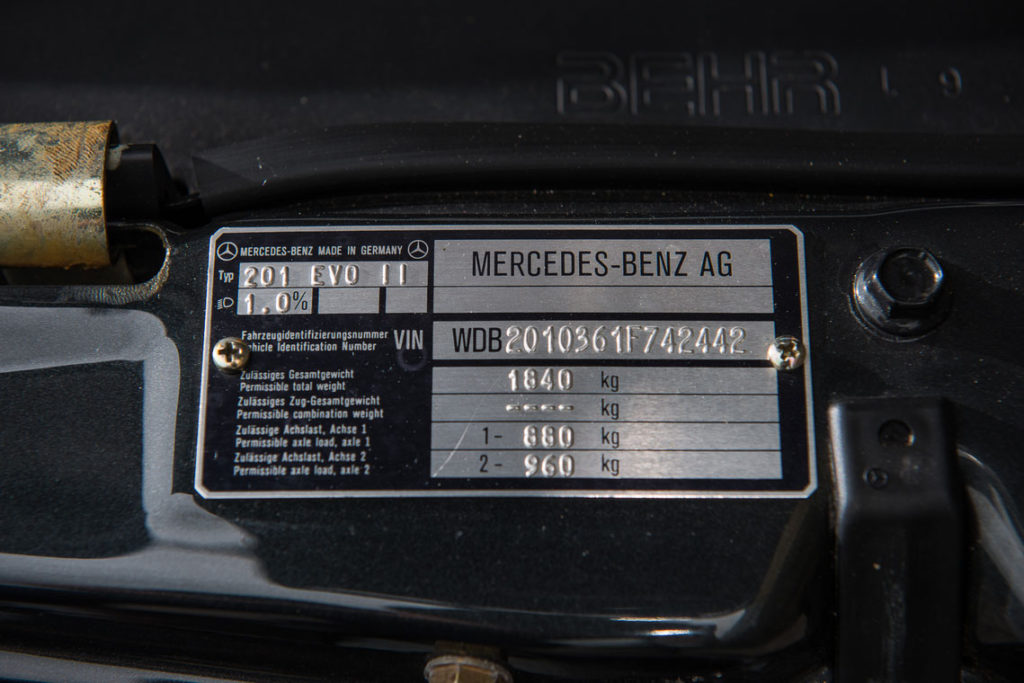 BEHR
MERCEDES-BENZ MADE IN GERMANY
MERCEDES-BENZ AG
Typ 201 EVO II
1.0%
Fahrzeugidentifizierungsnummer
Vehicle Identification Number
VIN WDB2010361F742442
Zulässiges Gesamtgewicht
Permissible total weight
1840 kg
Zulässiges Zug-Gesamtgewicht
Permissible combination weight
---- kg
Zulässige Achslast, Achse 1
Permissible axle load, axle 1
1- 880 kg
Zulässige Achslast, Achse 2
Permissible axle load, axle 2
2- 960 kg